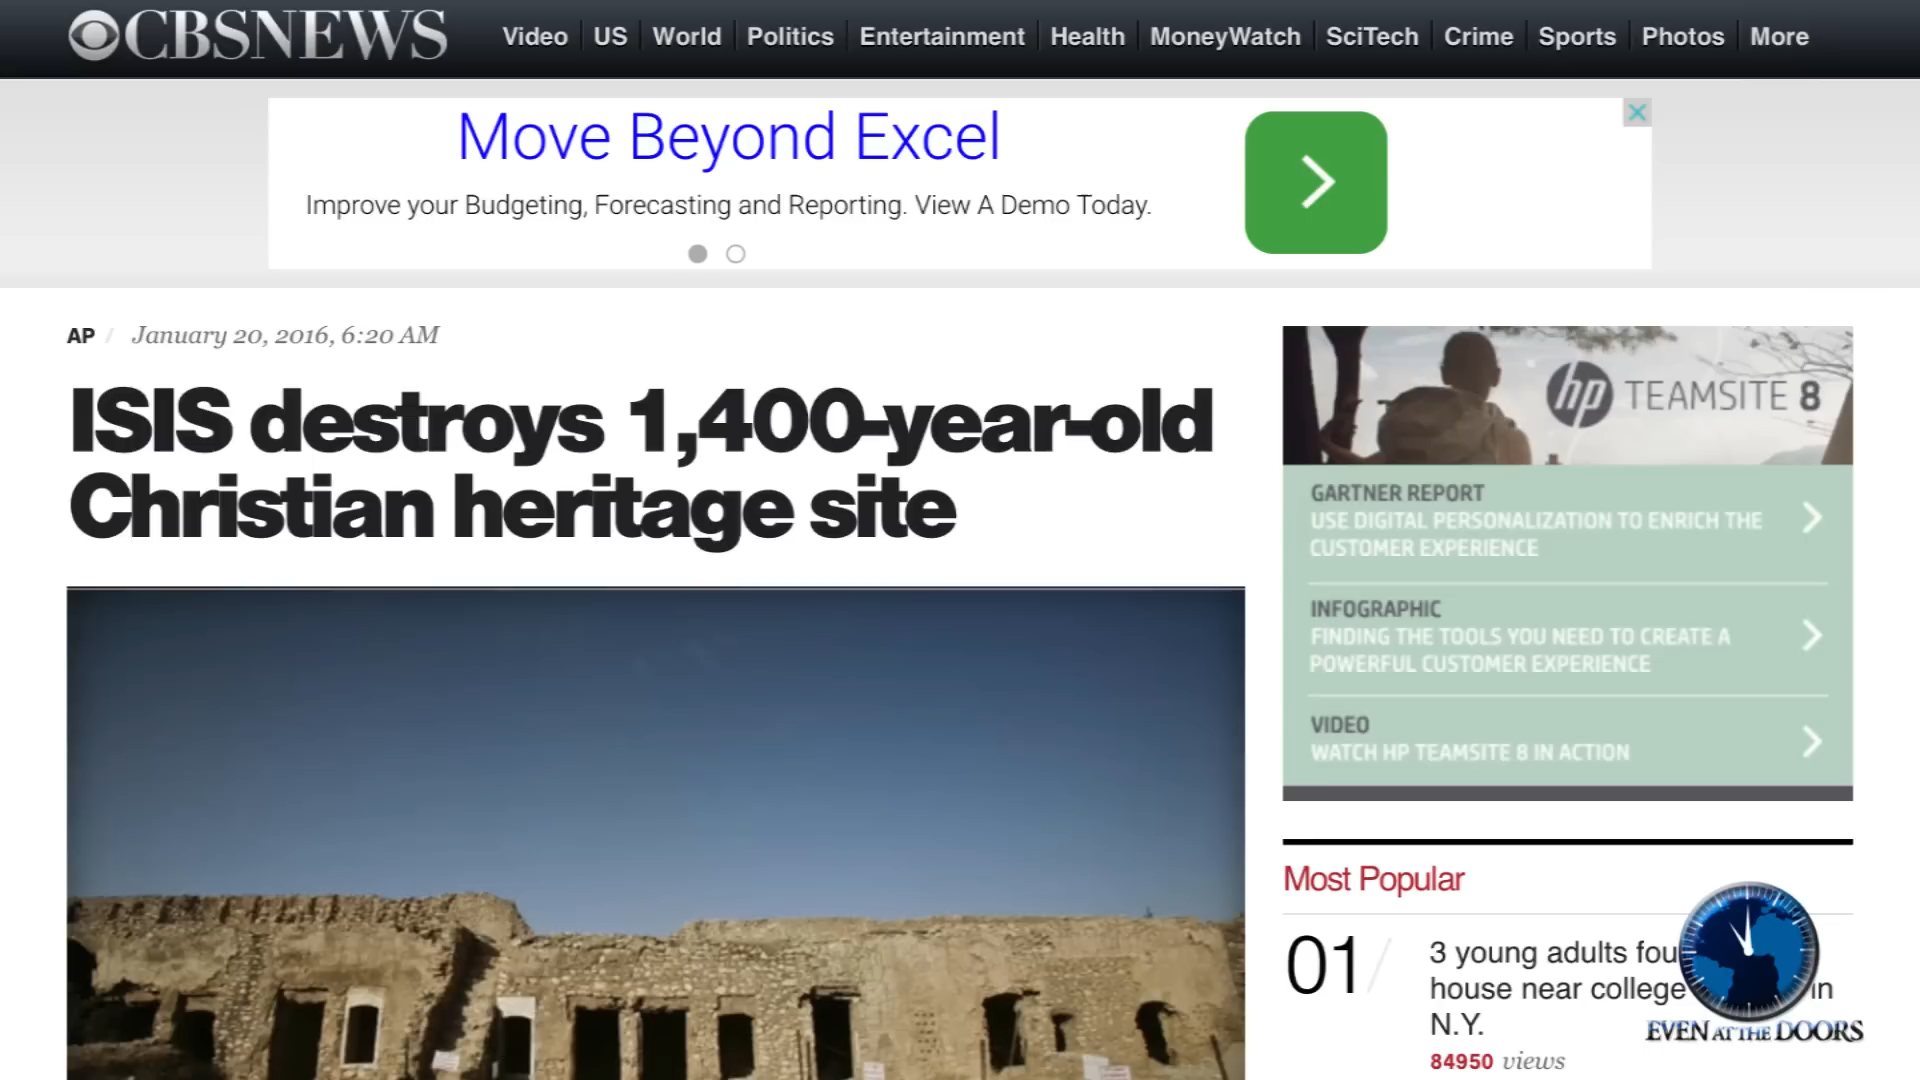 CBSNEWS
Video US World Politics Entertainment Health MoneyWatch SciTech Crime Sports Photos More
Move Beyond Excel
Improve your Budgeting, Forecasting and Reporting. View A Demo Today.
AP / January 20, 2016, 6:20 AM
ISIS destroys 1,400-year-old
Christian heritage site
hp TEAMSITE 8
GARTNER REPORT
USE DIGITAL PERSONALIZATION TO ENRICH THE
CUSTOMER EXPERIENCE
INFOGRAPHIC
FINDING THE TOOLS YOU NEED TO CREATE A
POWERFUL CUSTOMER EXPERIENCE
VIDEO
WATCH HP TEAMSITE 8 IN ACTION
Most Popular
01/
3 young adults
house near college in
N.Y.
84950 views
EVEN AT THE DOORS